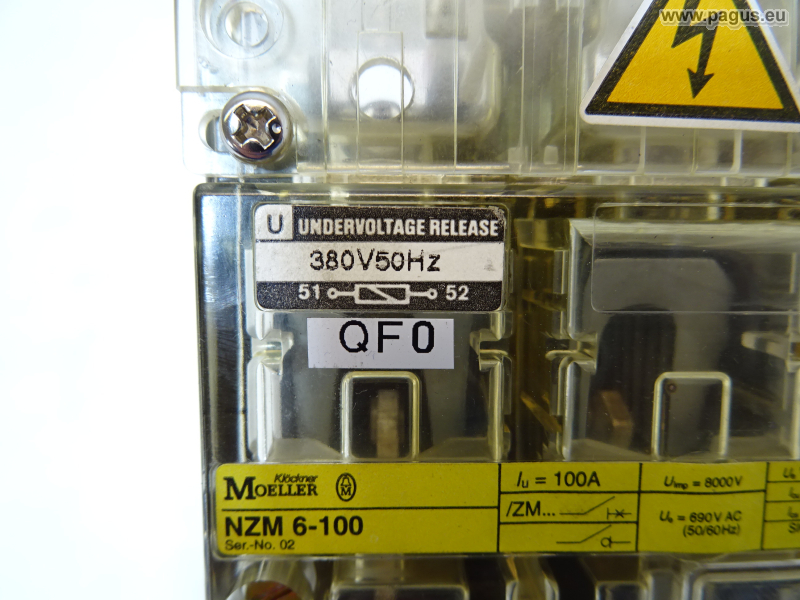 www.pagus.eu
U UNDERVOLTAGE RELEASE
380V50Hz
51 52
QF0
Klöckner
MOELLER
NZM 6-100
Ser.-No. 02
Iu = 100A
/ZM...
Uimp = 8000V
Ue = 690V AC
(50/60Hz)